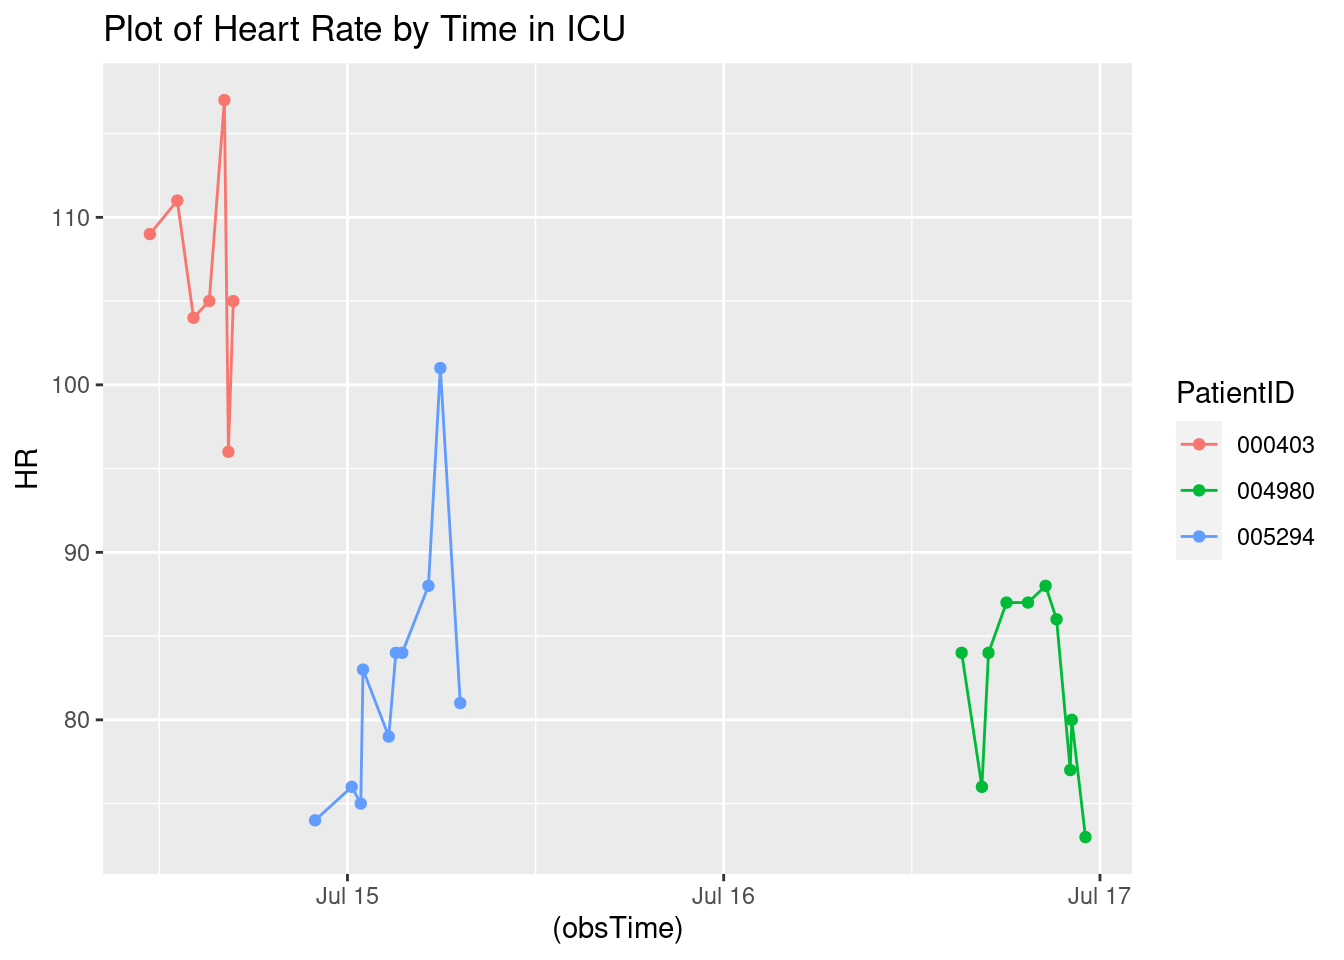 Plot of Heart Rate by Time in ICU
HR
110
100
90
80
Jul 15
Jul 16
Jul 17
(obsTime)
PatientID
000403
004980
005294